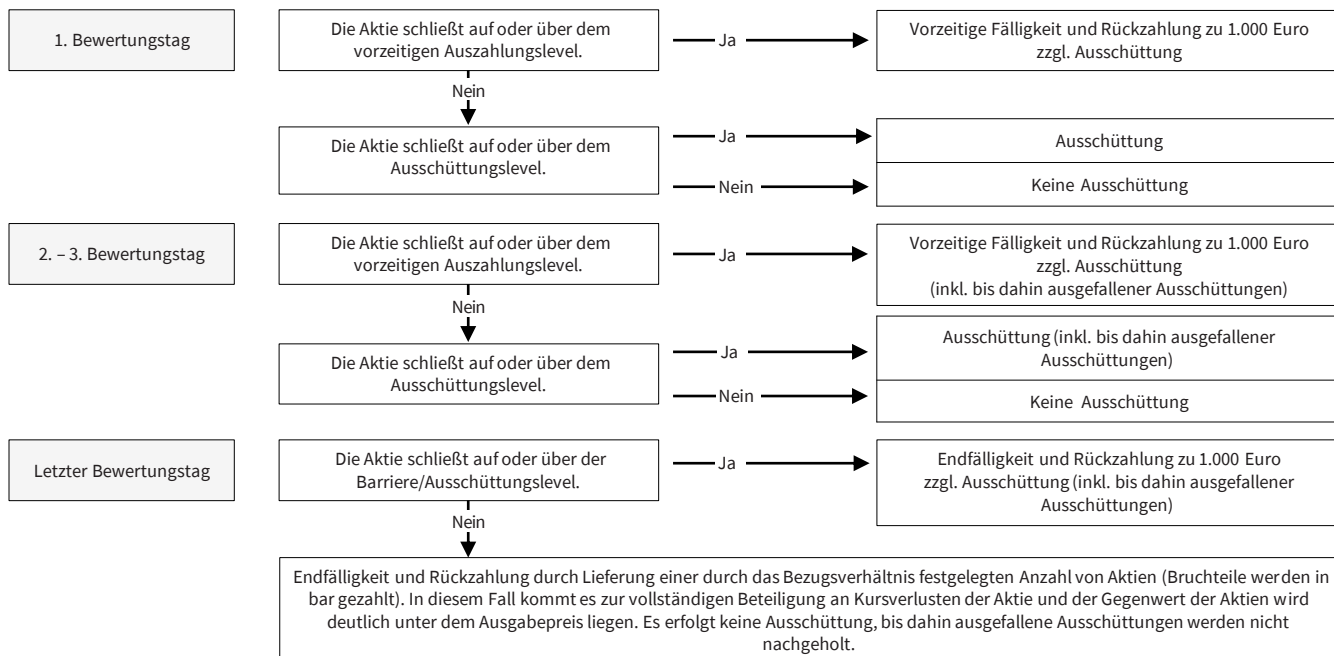 1. Bewertungstag
Die Aktie schließt auf oder über dem
vorzeitigen Auszahlungslevel.
Ja
Vorzeitige Fälligkeit und Rückzahlung zu 1.000 Euro
zzgl. Ausschüttung
Nein
Die Aktie schließt auf oder über dem
Ausschüttungslevel.
Ja
Ausschüttung
Nein
Keine Ausschüttung
2. – 3. Bewertungstag
Die Aktie schließt auf oder über dem
vorzeitigen Auszahlungslevel.
Ja
Vorzeitige Fälligkeit und Rückzahlung zu 1.000 Euro
zzgl. Ausschüttung
(inkl. bis dahin ausgefallener Ausschüttungen)
Nein
Die Aktie schließt auf oder über dem
Ausschüttungslevel.
Ja
Ausschüttung (inkl. bis dahin ausgefallener
Ausschüttungen)
Nein
Keine Ausschüttung
Letzter Bewertungstag
Die Aktie schließt auf oder über der
Barriere/Ausschüttungslevel.
Ja
Endfälligkeit und Rückzahlung zu 1.000 Euro
zzgl. Ausschüttung (inkl. bis dahin ausgefallener
Ausschüttungen)
Nein
Endfälligkeit und Rückzahlung durch Lieferung einer durch das Bezugsverhältnis festgelegten Anzahl von Aktien (Bruchteile werden in
bar gezahlt). In diesem Fall kommt es zur vollständigen Beteiligung an Kursverlusten der Aktie und der Gegenwert der Aktien wird
deutlich unter dem Ausgabepreis liegen. Es erfolgt keine Ausschüttung, bis dahin ausgefallene Ausschüttungen werden nicht
nachgeholt.